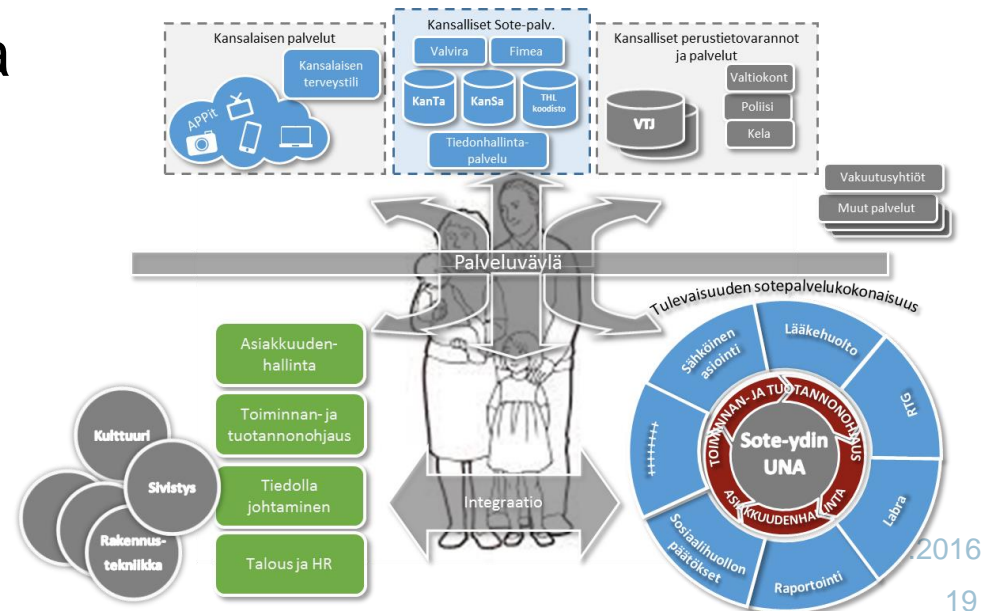 a
Kansalaisen palvelut
Kansalaisen
terveystili
APPit
Kansalliset Sote-palv.
Valvira
Fimea
KanTa
KanSa
THL
koodisto
Tiedonhallinta-
palvelu
Kansalliset perustietovarannot
ja palvelut
VTJ
Valtiokont
Poliisi
Kela
Vakuutusyhtiöt
Muut palvelut
Palveluväylä
Asiakkuuden-
hallinta
Toiminnan- ja
tuotannonohjaus
Tiedolla
johtaminen
Talous ja HR
Kulttuuri
Sivistys
Rakennus-
tekniikka
Integraatio
Tulevaisuuden sotepalvelukokonaisuus
Sähköinen
asiointi
Lääkehuolto
RTG
Labra
Raportointi
Sosiaalihuollon
päätökset
TOIMINNAN- JA TUOTANNONOHJAUS
ASIAKKUUDENHALLINTA
Sote-ydin
UNA
.2016
19